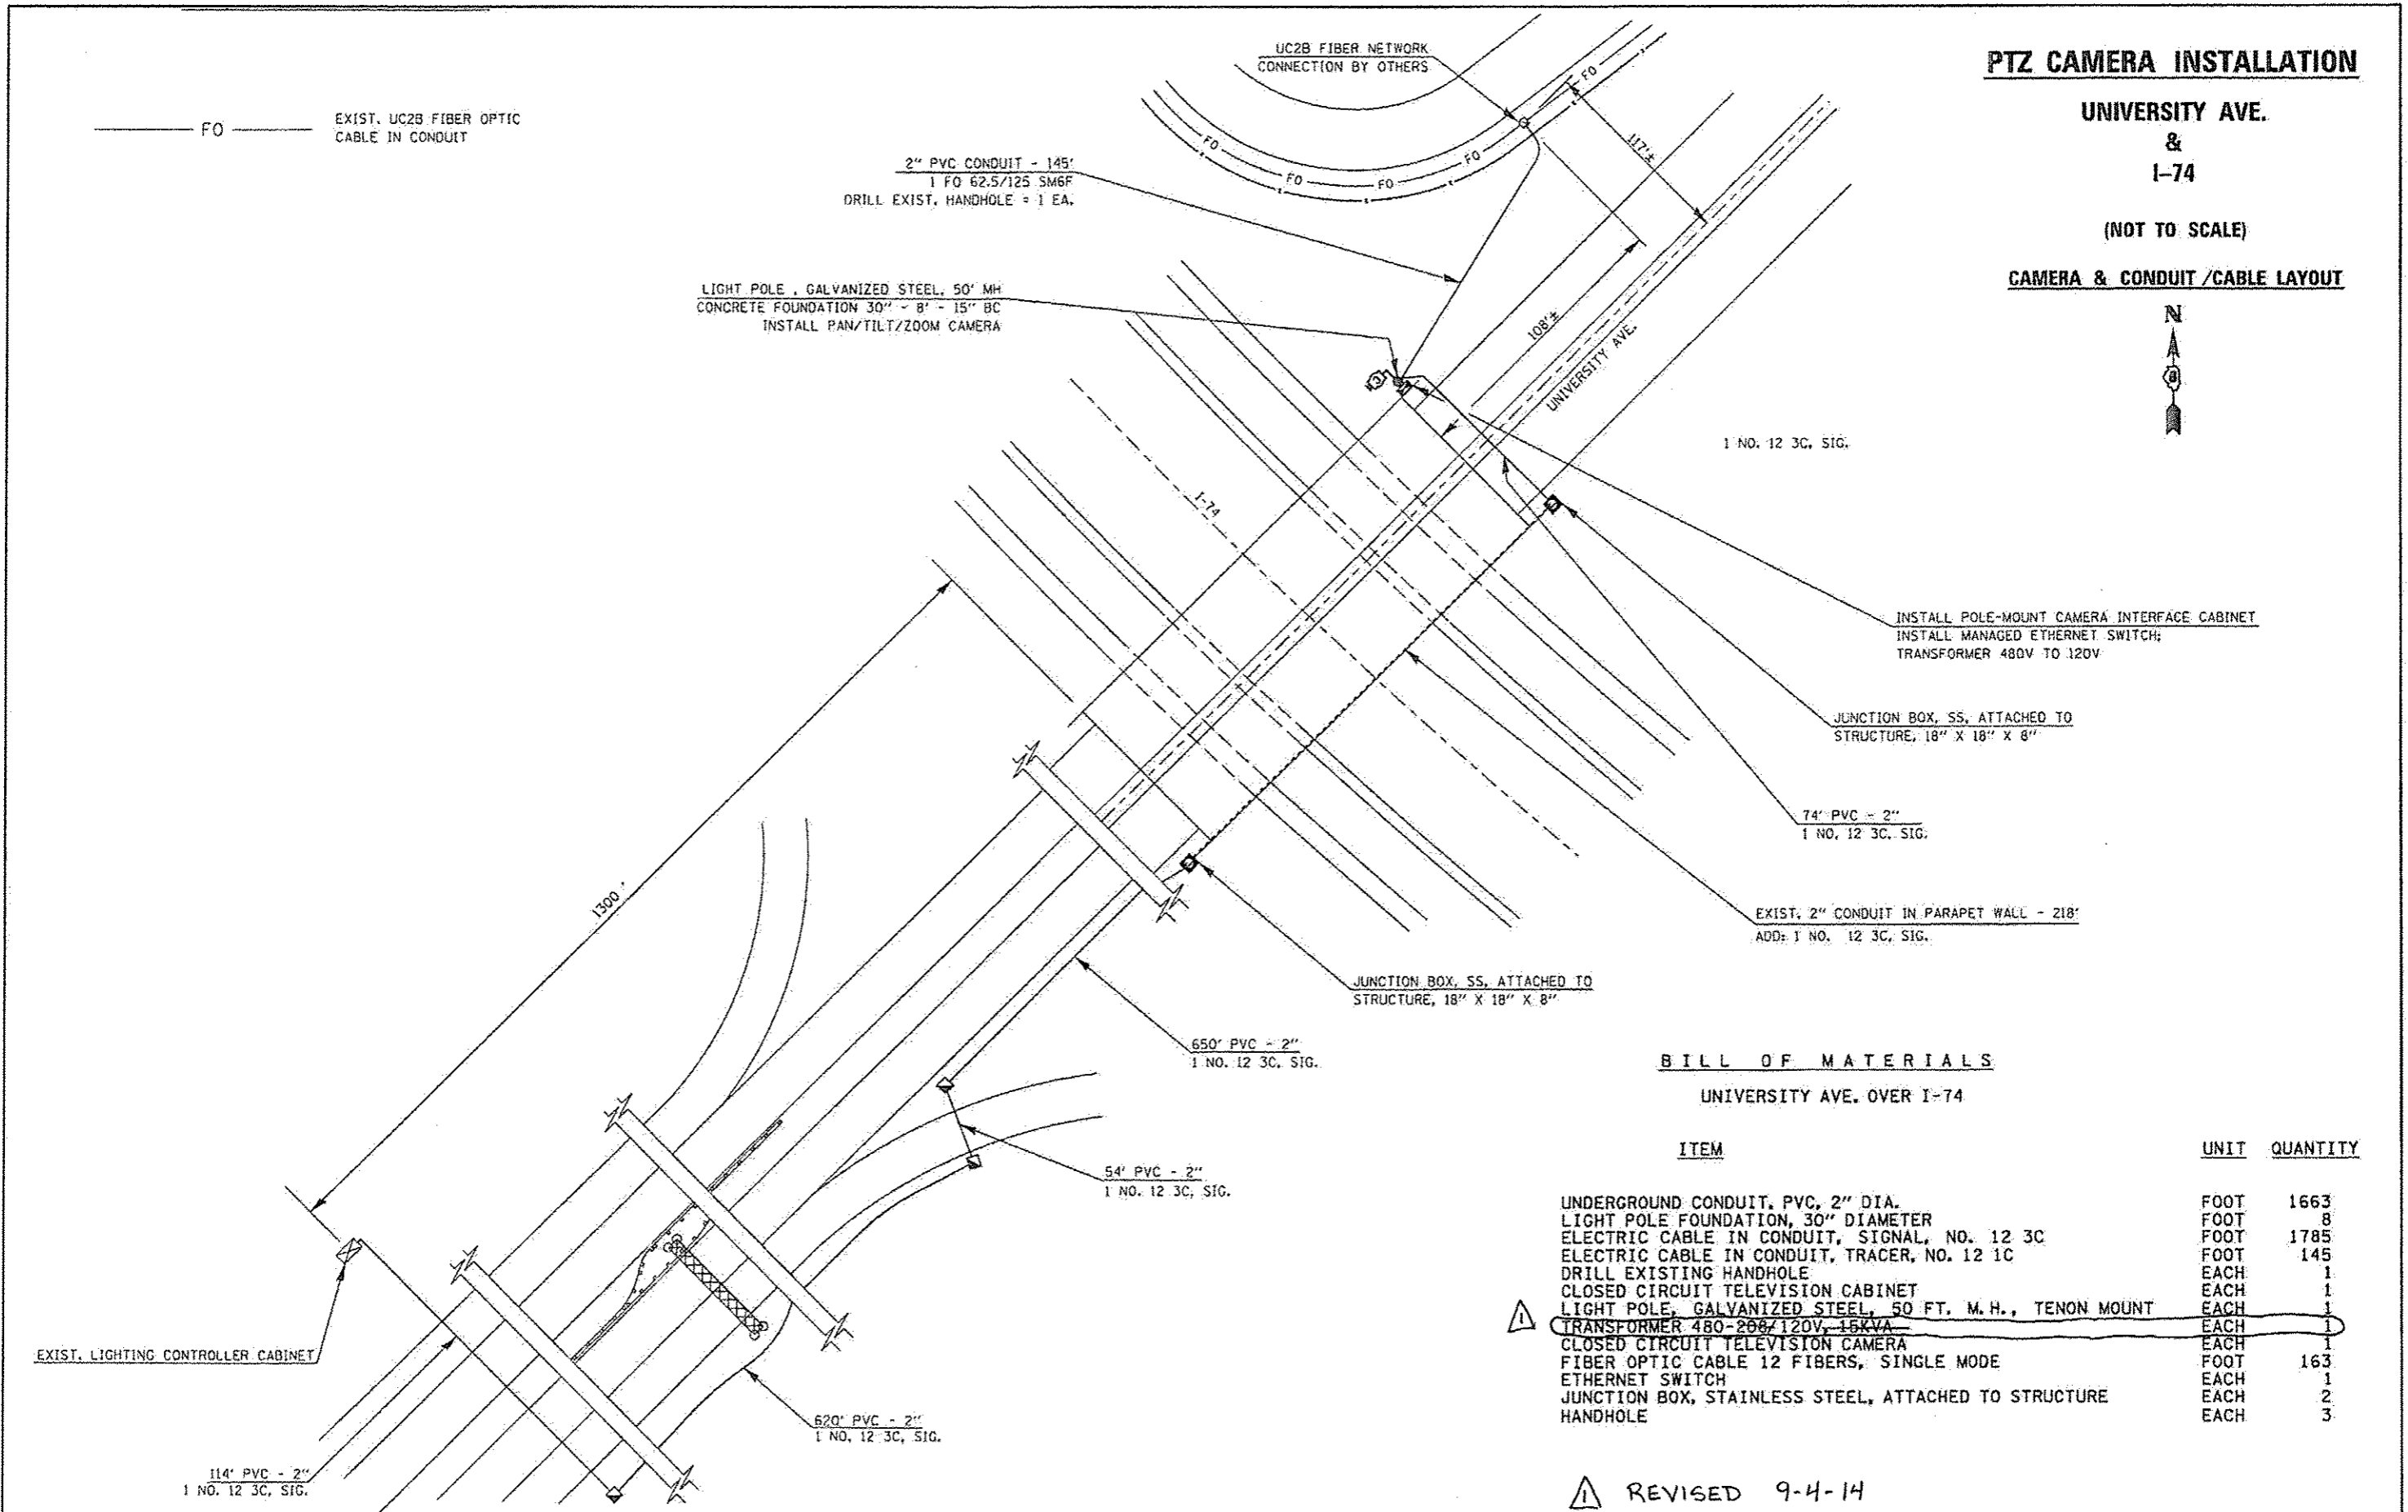 PTZ CAMERA INSTALLATION
UNIVERSITY AVE.
&
I-74
(NOT TO SCALE)
CAMERA & CONDUIT/CABLE LAYOUT
N
FO
EXIST. UC2B FIBER OPTIC
CABLE IN CONDUIT
UC2B FIBER NETWORK
CONNECTION BY OTHERS
FO
FO
FO
FO
FO
117'±
2" PVC CONDUIT - 145'
1 FO 62.5/125 SM6F
DRILL EXIST. HANDHOLE = 1 EA.
LIGHT POLE, GALVANIZED STEEL, 50' MH
CONCRETE FOUNDATION 30" - 8' - 15" BC
INSTALL PAN/TILT/ZOOM CAMERA
3
108'±
UNIVERSITY AVE.
1 NO. 12 3C, SIG.
I-74
INSTALL POLE-MOUNT CAMERA INTERFACE CABINET
INSTALL MANAGED ETHERNET SWITCH;
TRANSFORMER 480V TO 120V
JUNCTION BOX, SS, ATTACHED TO
STRUCTURE, 18" X 18" X 8"
74' PVC - 2"
1 NO. 12 3C, SIG.
EXIST. 2" CONDUIT IN PARAPET WALL - 218'
ADD: 1 NO. 12 3C, SIG.
1300'
JUNCTION BOX, SS, ATTACHED TO
STRUCTURE, 18" X 18" X 8"
650' PVC - 2"
1 NO. 12 3C, SIG.
54' PVC - 2"
1 NO. 12 3C, SIG.
EXIST. LIGHTING CONTROLLER CABINET
620' PVC - 2"
1 NO. 12 3C, SIG.
114' PVC - 2"
1 NO. 12 3C, SIG.
BILL OF MATERIALS
UNIVERSITY AVE. OVER I-74
ITEM UNIT QUANTITY
UNDERGROUND CONDUIT, PVC, 2" DIA. FOOT 1663
LIGHT POLE FOUNDATION, 30" DIAMETER FOOT 8
ELECTRIC CABLE IN CONDUIT, SIGNAL, NO. 12 3C FOOT 1785
ELECTRIC CABLE IN CONDUIT, TRACER, NO. 12 1C FOOT 145
DRILL EXISTING HANDHOLE EACH 1
CLOSED CIRCUIT TELEVISION CABINET EACH 1
LIGHT POLE, GALVANIZED STEEL, 50 FT. M.H., TENON MOUNT EACH 1
1 TRANSFORMER 480-208/120V, 15KVA EACH 1
CLOSED CIRCUIT TELEVISION CAMERA EACH 1
FIBER OPTIC CABLE 12 FIBERS, SINGLE MODE FOOT 163
ETHERNET SWITCH EACH 1
JUNCTION BOX, STAINLESS STEEL, ATTACHED TO STRUCTURE EACH 2
HANDHOLE EACH 3
1 REVISED 9-4-14